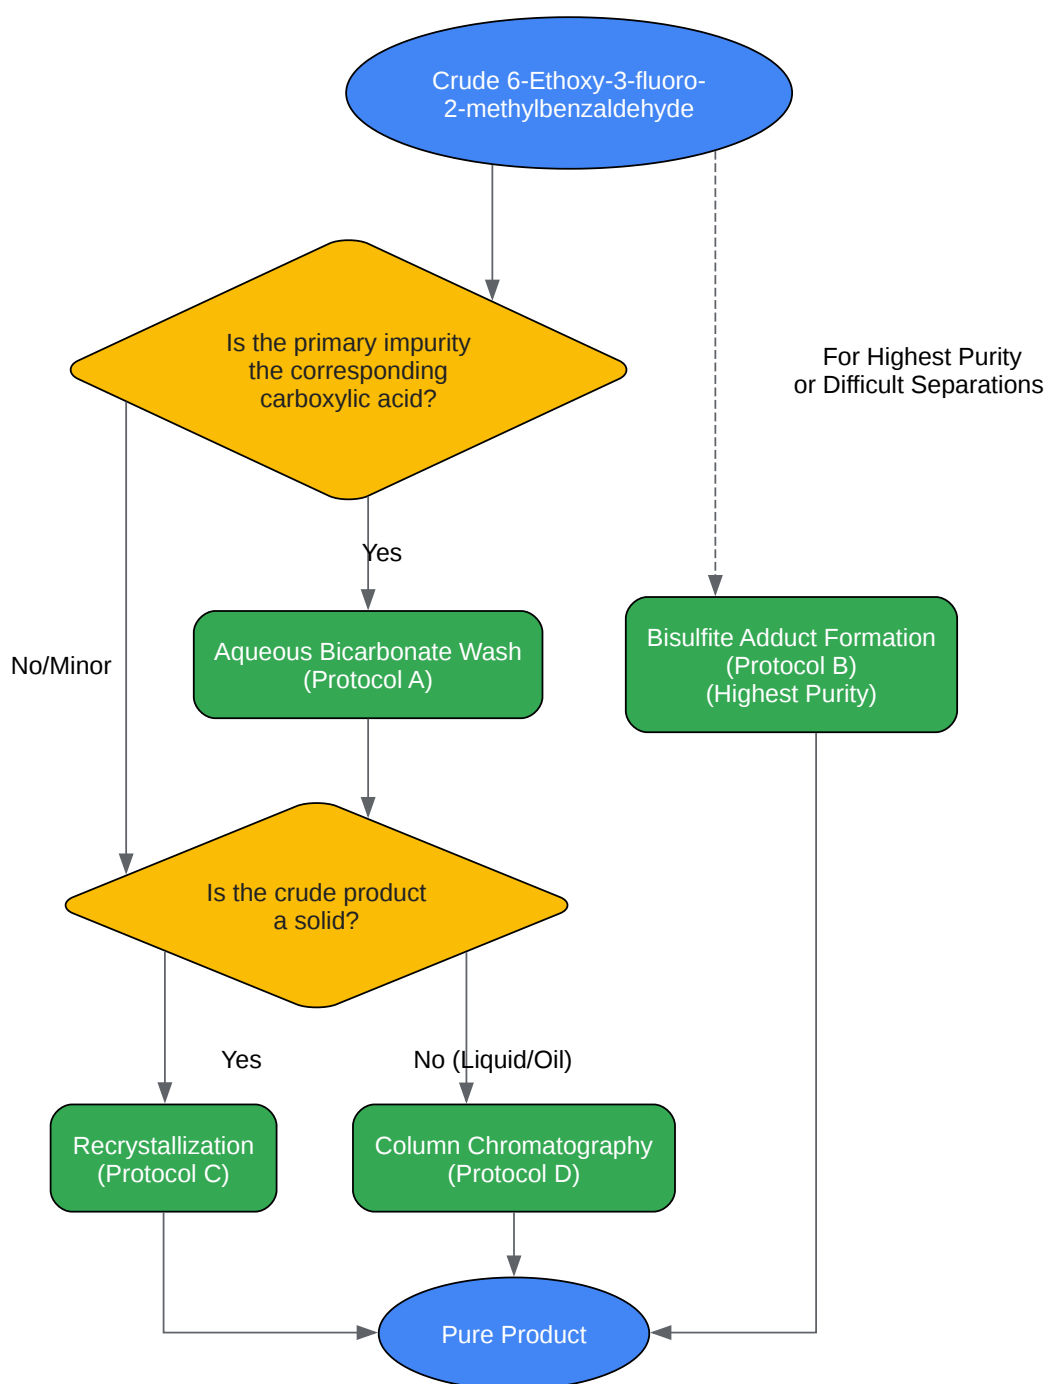 Crude 6-Ethoxy-3-fluoro-
2-methylbenzaldehyde
Is the primary impurity
the corresponding
carboxylic acid?
For Highest Purity
or Difficult Separations
Yes
No/Minor
Aqueous Bicarbonate Wash
(Protocol A)
Bisulfite Adduct Formation
(Protocol B)
(Highest Purity)
Is the crude product
a solid?
Yes
No (Liquid/Oil)
Recrystallization
(Protocol C)
Column Chromatography
(Protocol D)
Pure Product